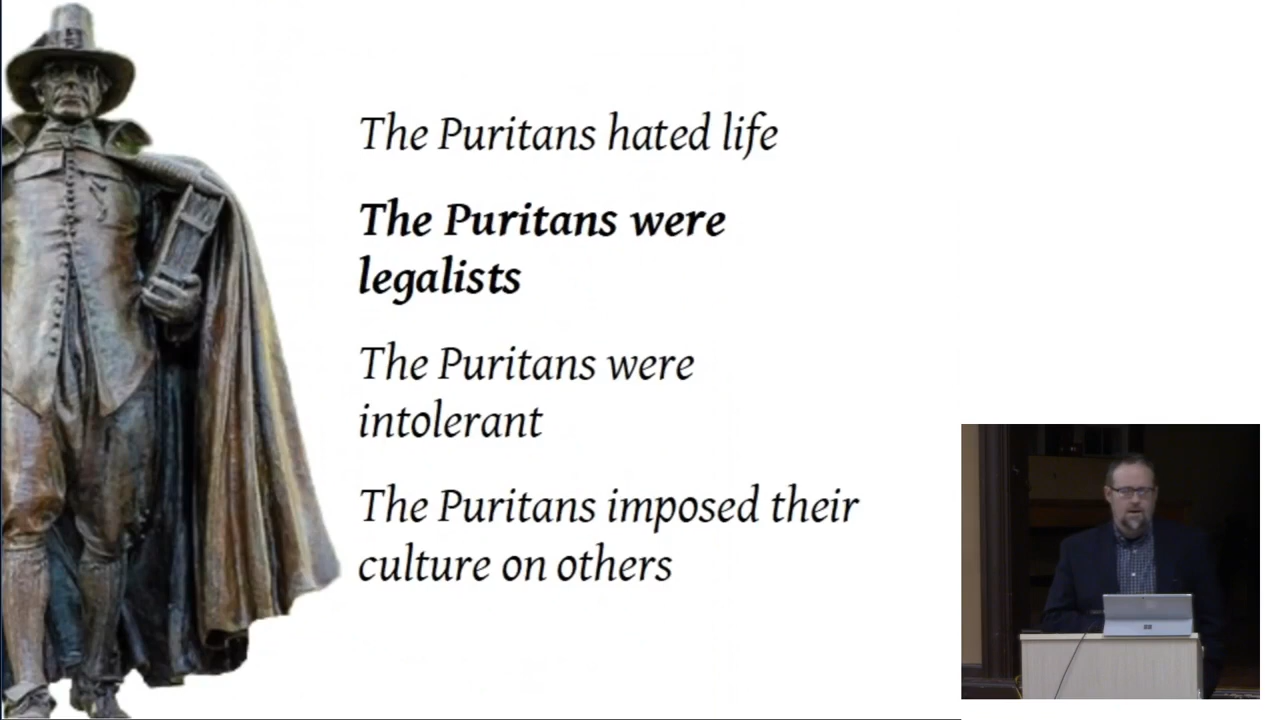 The Puritans hated life
The Puritans were
legalists
The Puritans were
intolerant
The Puritans imposed their
culture on others